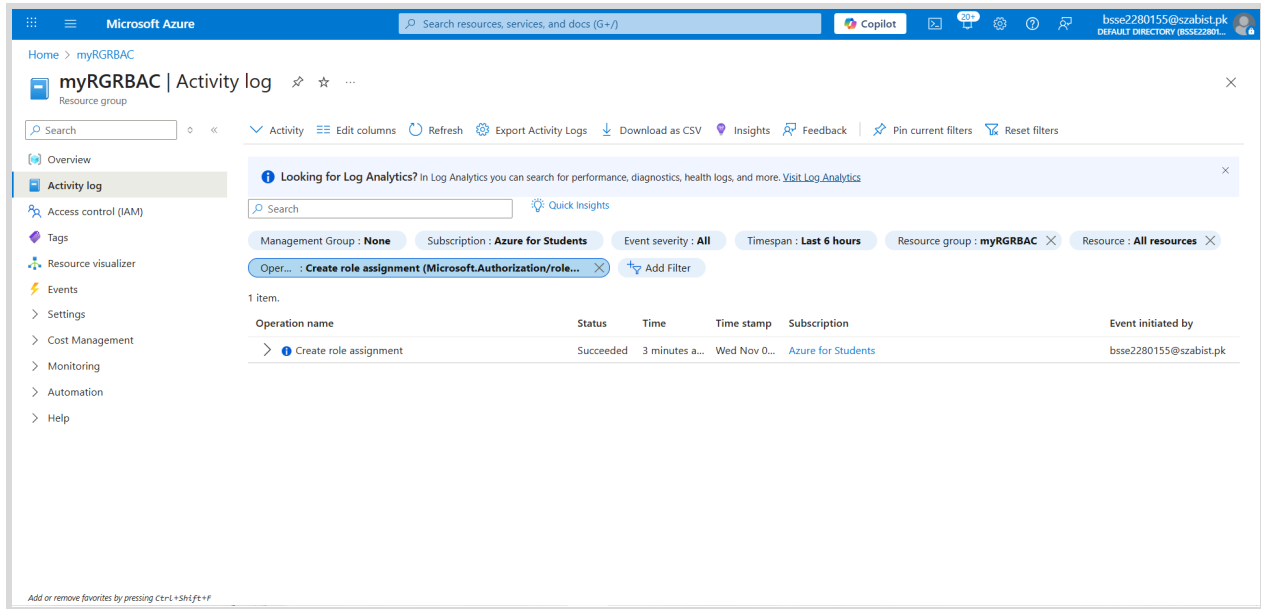 Microsoft Azure
Search resources, services, and docs (G+/)
Copilot
20+
bsse2280155@szabist.pk
DEFAULT DIRECTORY (BSSE22801...
Home > myRGRBAC
myRGRBAC | Activity log
Resource group
Search
Activity Edit columns Refresh Export Activity Logs Download as CSV Insights Feedback Pin current filters Reset filters
Overview
Activity log
Access control (IAM)
Tags
Resource visualizer
Events
Settings
Cost Management
Monitoring
Automation
Help
Looking for Log Analytics? In Log Analytics you can search for performance, diagnostics, health logs, and more. Visit Log Analytics
Search
Quick Insights
Management Group : None Subscription : Azure for Students Event severity : All Timespan : Last 6 hours Resource group : myRGRBAC Resource : All resources
Oper... : Create role assignment (Microsoft.Authorization/role... Add Filter
1 item.
Operation name Status Time Time stamp Subscription Event initiated by
Create role assignment Succeeded 3 minutes a... Wed Nov 0... Azure for Students bsse2280155@szabist.pk
Add or remove favorites by pressing Ctrl+Shift+F